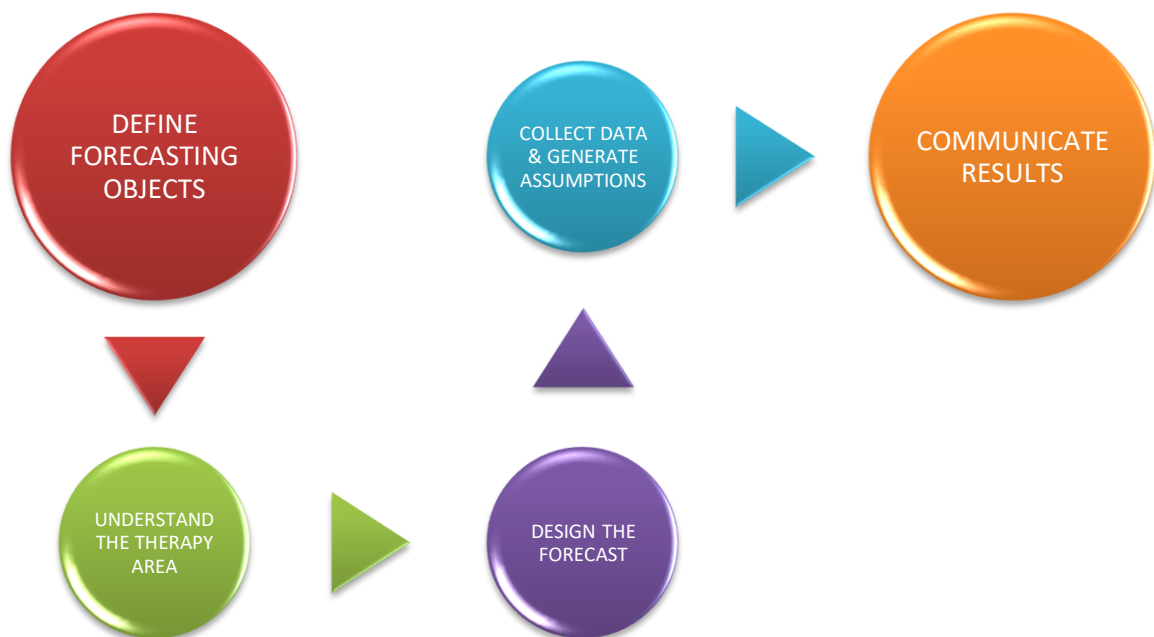 DEFINE
FORECASTING
OBJECTS
UNDERSTAND
THE THERAPY
AREA
DESIGN THE
FORECAST
COLLECT DATA
& GENERATE
ASSUMPTIONS
COMMUNICATE
RESULTS